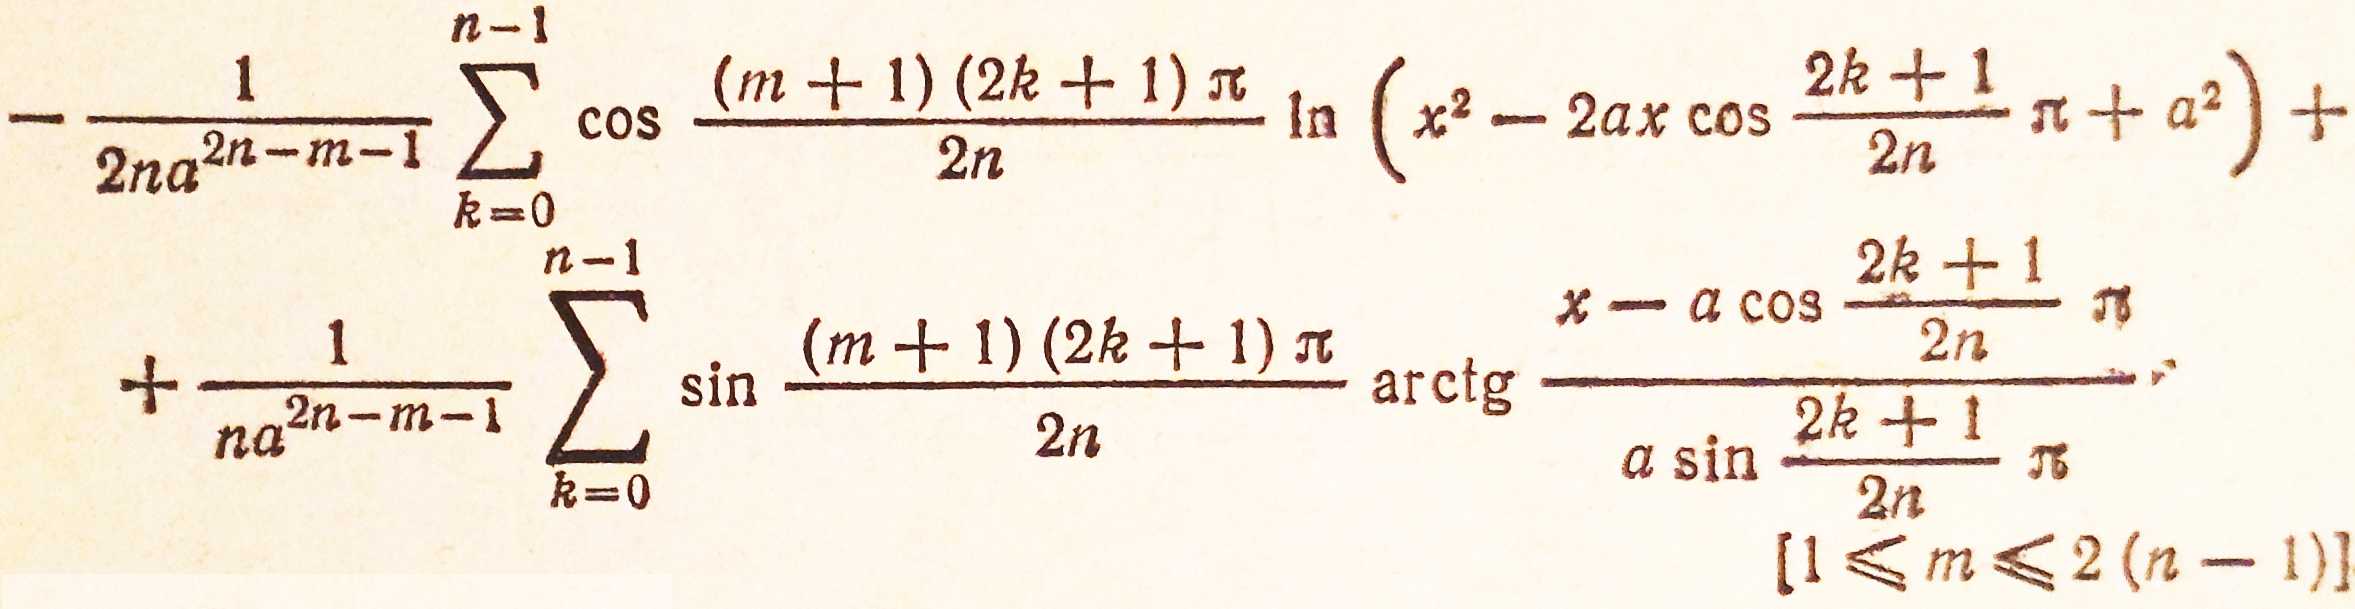 $$-\frac{1}{2na^{2n-m-1}} \sum_{k=0}^{n-1} \cos \frac{(m+1)(2k+1)\pi}{2n} \ln \left( x^2 - 2ax \cos \frac{2k+1}{2n} \pi + a^2 \right) +$$
$$+ \frac{1}{na^{2n-m-1}} \sum_{k=0}^{n-1} \sin \frac{(m+1)(2k+1)\pi}{2n} \operatorname{arctg} \frac{x - a \cos \frac{2k+1}{2n} \pi}{a \sin \frac{2k+1}{2n} \pi}.$$
$$[1 \leqslant m \leqslant 2(n-1)]$$